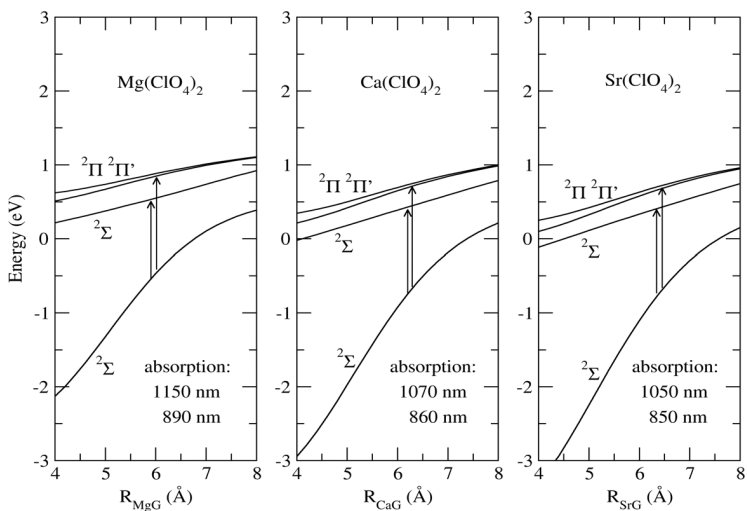 3
2
1
0
-1
-2
-3
Energy (eV)
Mg(ClO₄)₂
²Π ²Π'
²Σ
²Σ
absorption:
1150 nm
890 nm
4 5 6 7 8
R_MgG (Å)
3
2
1
0
-1
-2
-3
Ca(ClO₄)₂
²Π ²Π'
²Σ
²Σ
absorption:
1070 nm
860 nm
4 5 6 7 8
R_CaG (Å)
3
2
1
0
-1
-2
-3
Sr(ClO₄)₂
²Π ²Π'
²Σ
²Σ
absorption:
1050 nm
850 nm
4 5 6 7 8
R_SrG (Å)